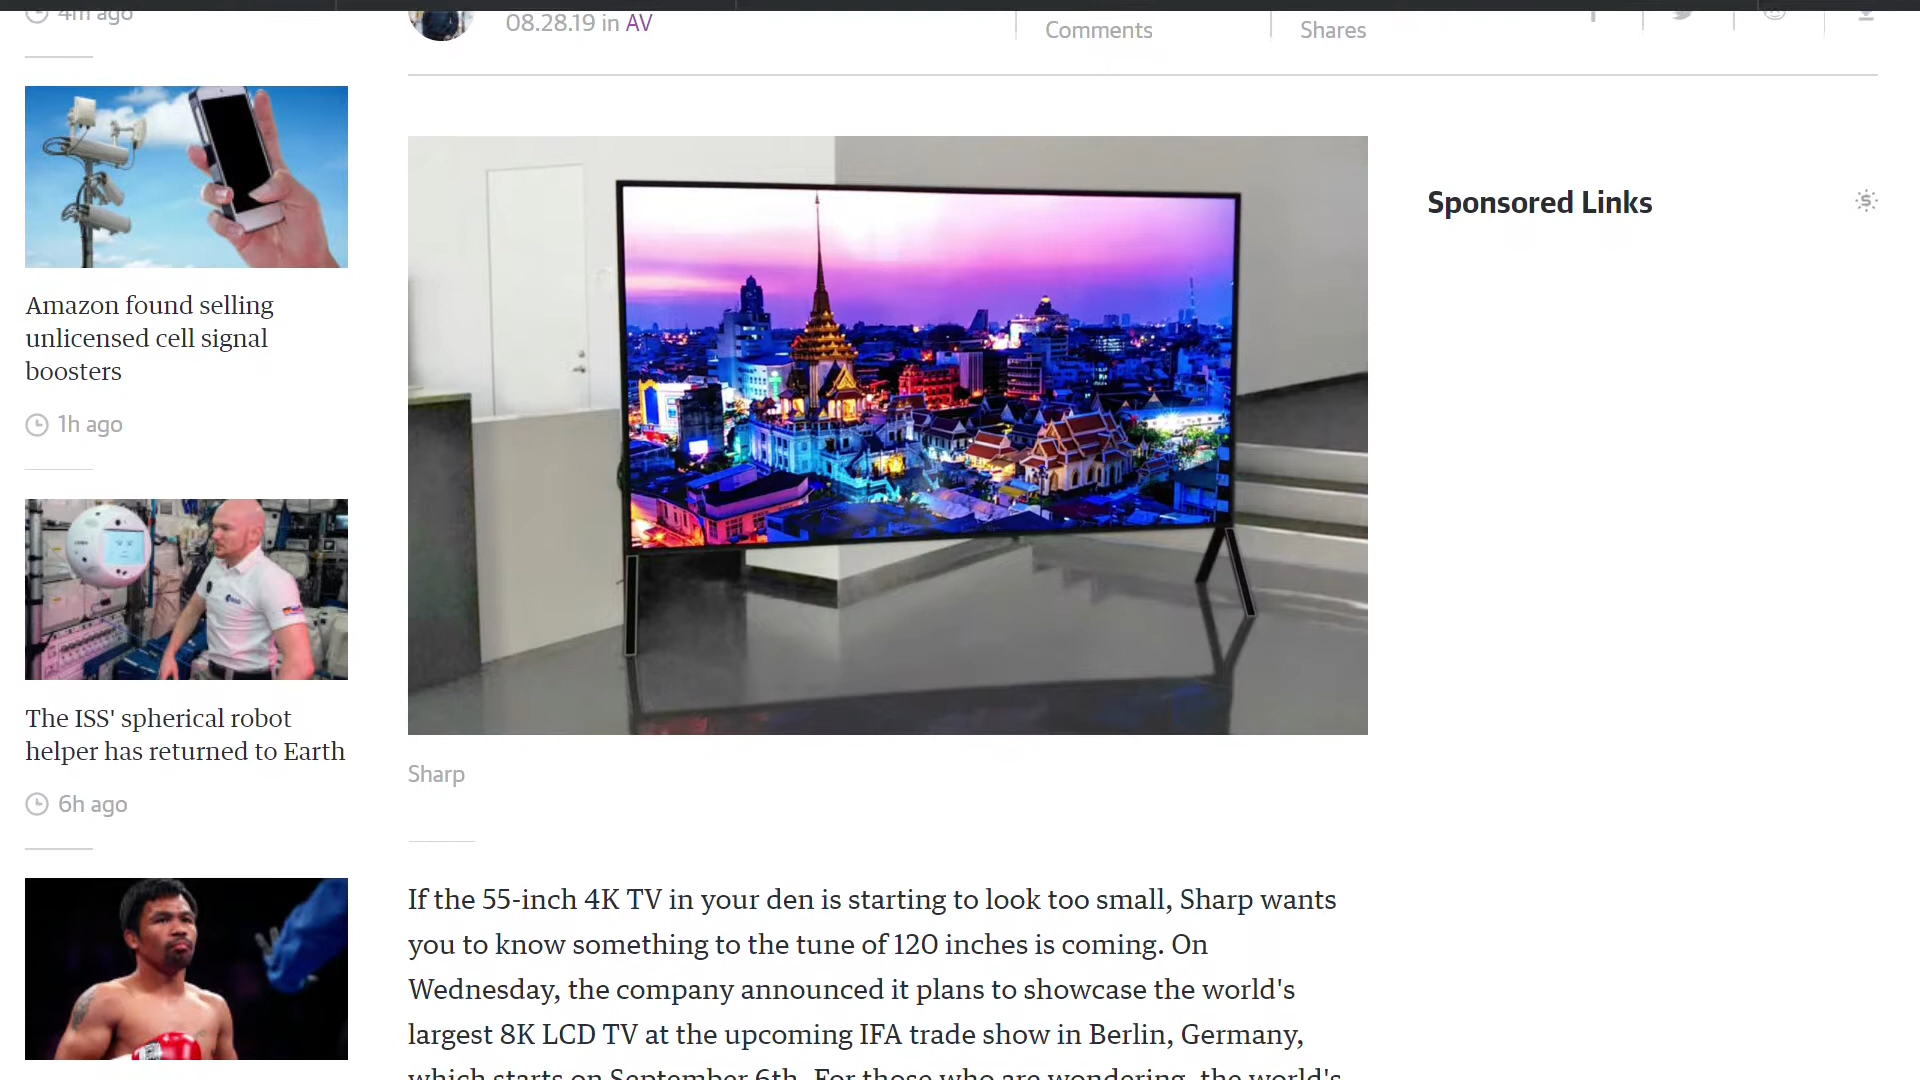 4m ago
08.28.19 in AV
Comments
Shares
Amazon found selling
unlicensed cell signal
boosters
1h ago
The ISS' spherical robot
helper has returned to Earth
6h ago
Sponsored Links
Sharp
If the 55-inch 4K TV in your den is starting to look too small, Sharp wants
you to know something to the tune of 120 inches is coming. On
Wednesday, the company announced it plans to showcase the world's
largest 8K LCD TV at the upcoming IFA trade show in Berlin, Germany,
which starts on September 6th. For those who are wondering, the world's